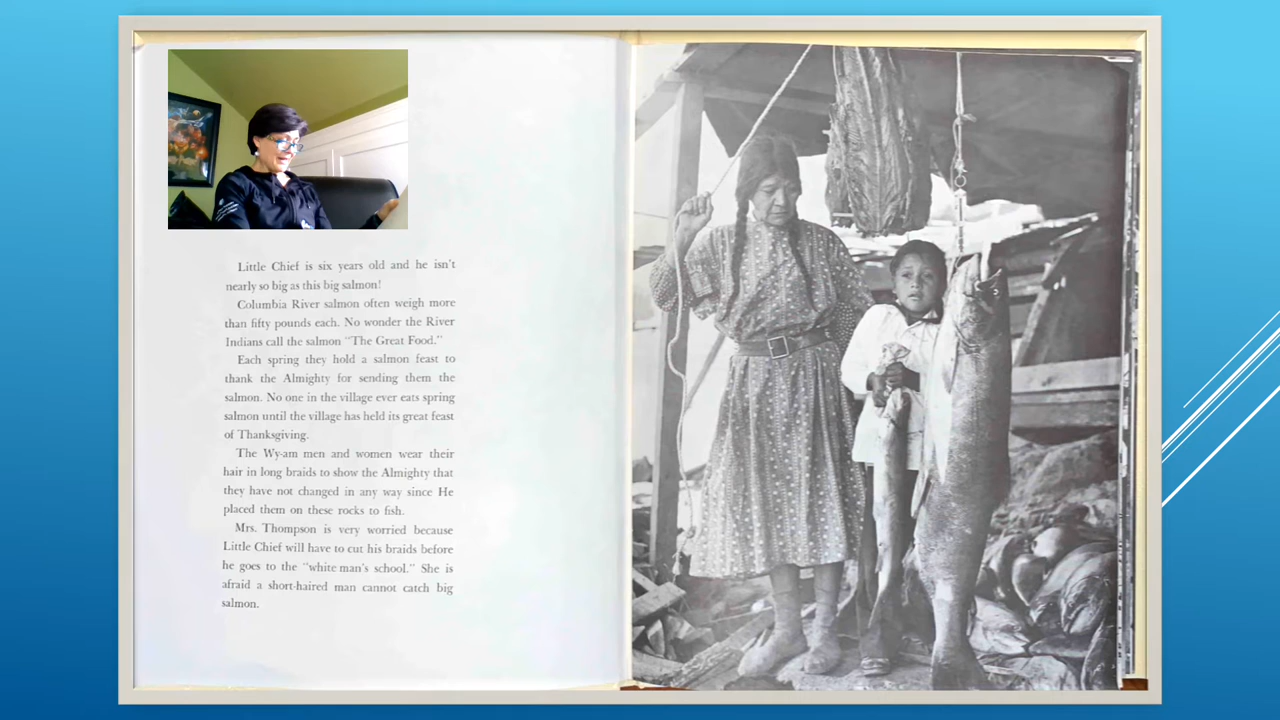 Little Chief is six years old and he isn't
nearly so big as this big salmon!
Columbia River salmon often weigh more
than fifty pounds each. No wonder the River
Indians call the salmon "The Great Food."
Each spring they hold a salmon feast to
thank the Almighty for sending them the
salmon. No one in the village ever eats spring
salmon until the village has held its great feast
of Thanksgiving.
The Wy-am men and women wear their
hair in long braids to show the Almighty that
they have not changed in any way since He
placed them on these rocks to fish.
Mrs. Thompson is very worried because
Little Chief will have to cut his braids before
he goes to the "white man's school." She is
afraid a short-haired man cannot catch big
salmon.